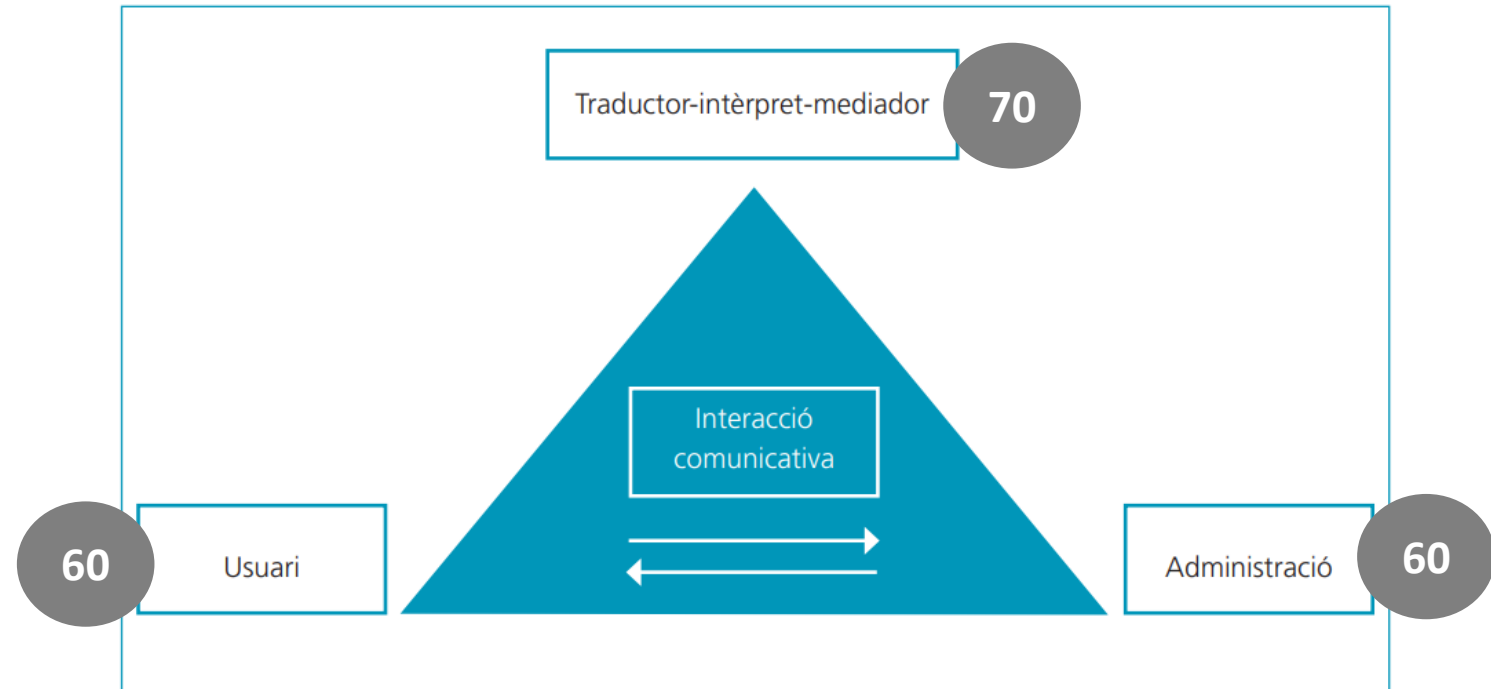 Traductor-intèrpret-mediador
70
Interacció
comunicativa
60
Usuari
Administració
60